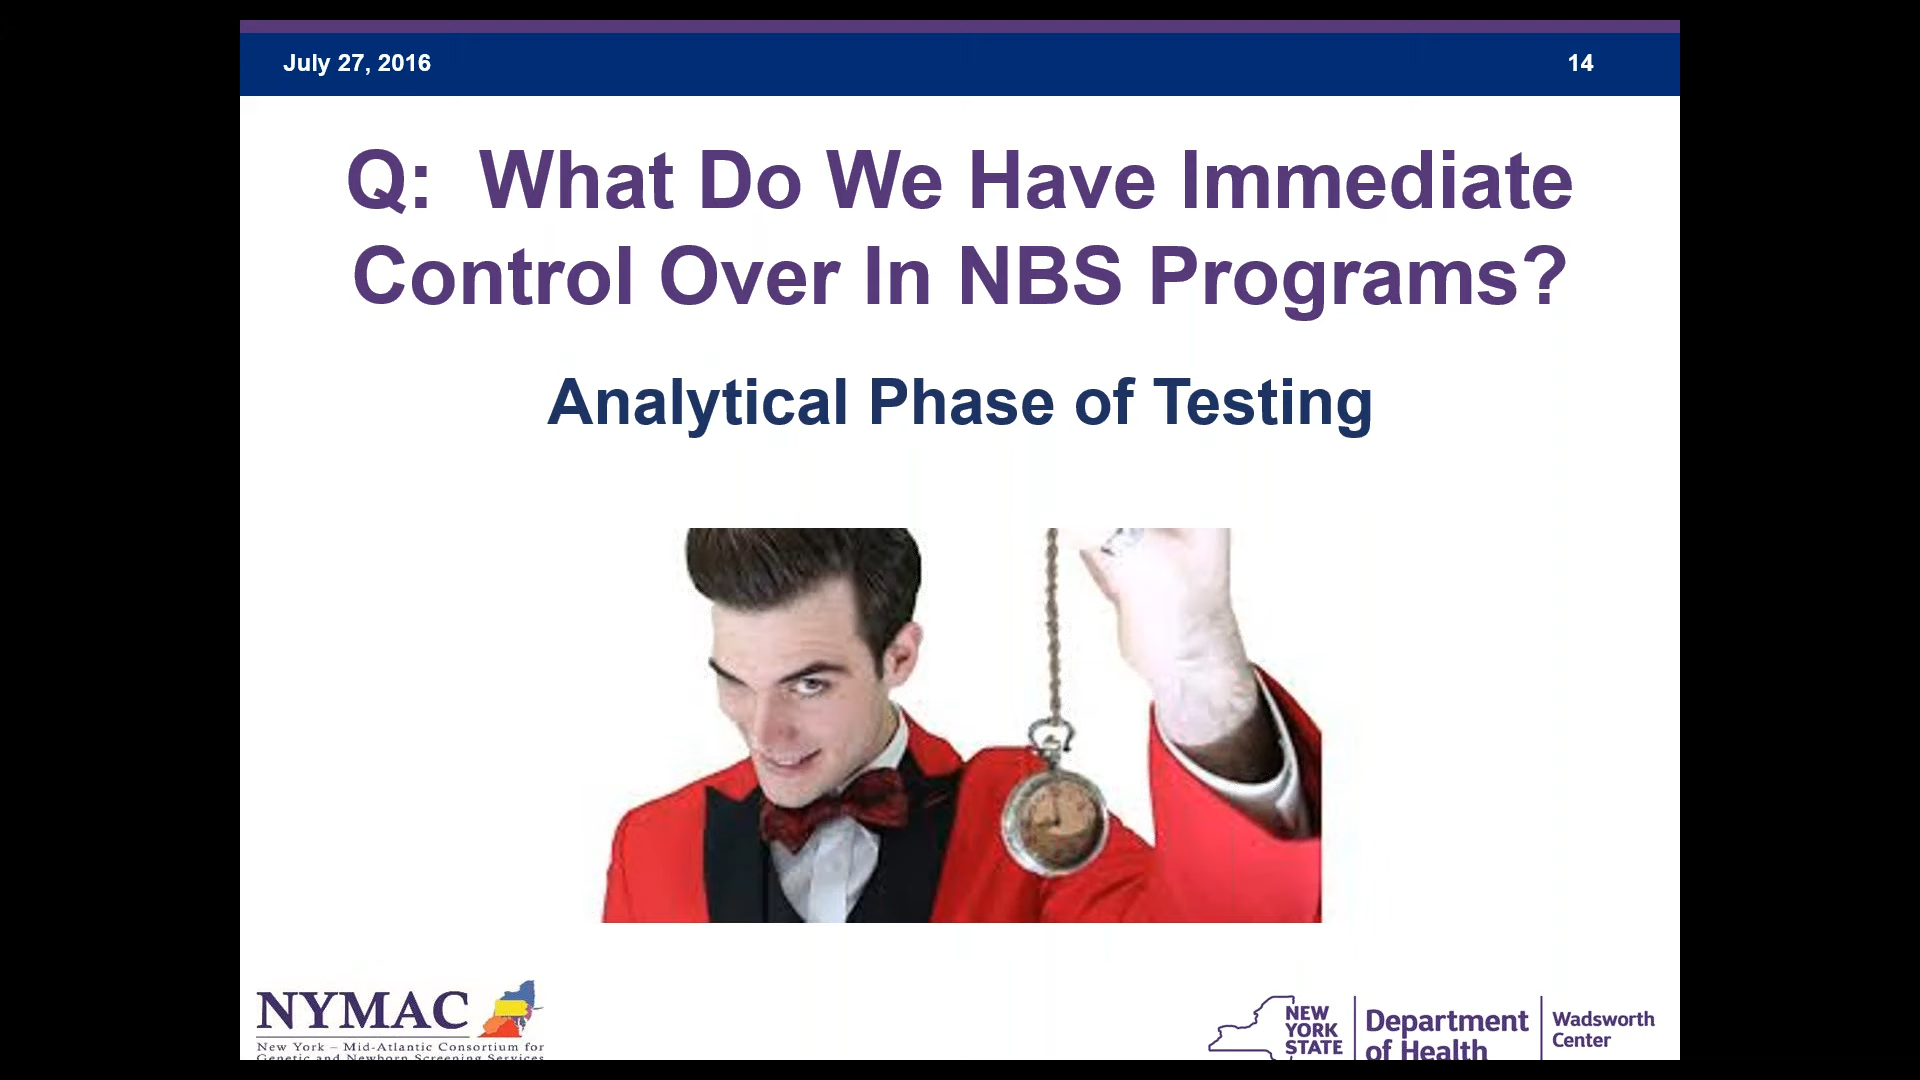 July 27, 2016
14
Q: What Do We Have Immediate
Control Over In NBS Programs?
Analytical Phase of Testing
NYMAC
New York – Mid-Atlantic Consortium for
Genetic and Newborn Screening Services
NEW
YORK
STATE
Department
of Health
Wadsworth
Center